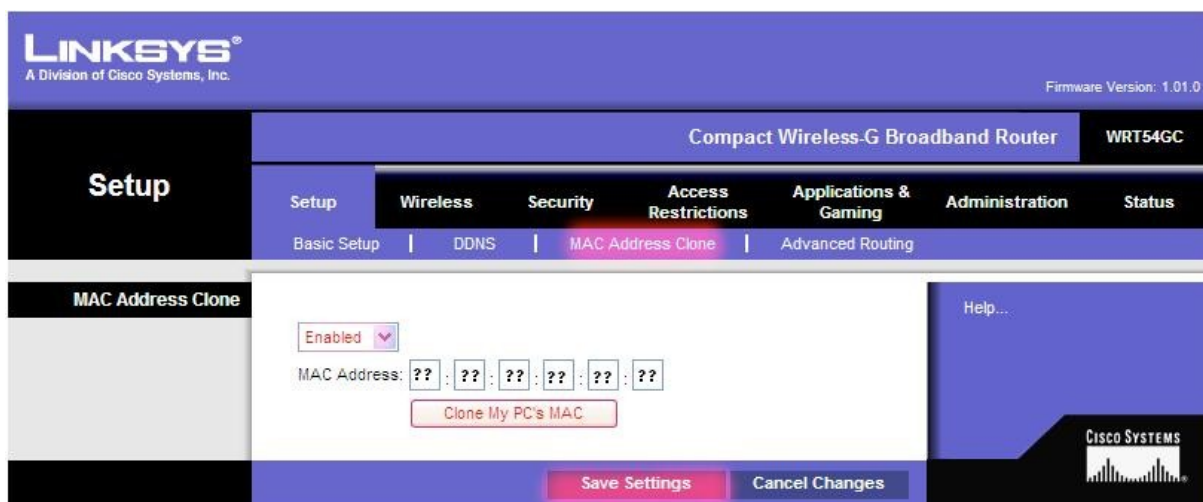 LINKSYS®
A Division of Cisco Systems, Inc.
Firmware Version: 1.01.0
Compact Wireless-G Broadband Router
WRT54GC
Setup
Setup
Wireless
Security
Access Restrictions
Applications & Gaming
Administration
Status
Basic Setup | DDNS | MAC Address Clone | Advanced Routing
MAC Address Clone
Help...
Enabled
MAC Address: ?? : ?? : ?? : ?? : ?? : ??
Clone My PC's MAC
CISCO SYSTEMS
Save Settings
Cancel Changes